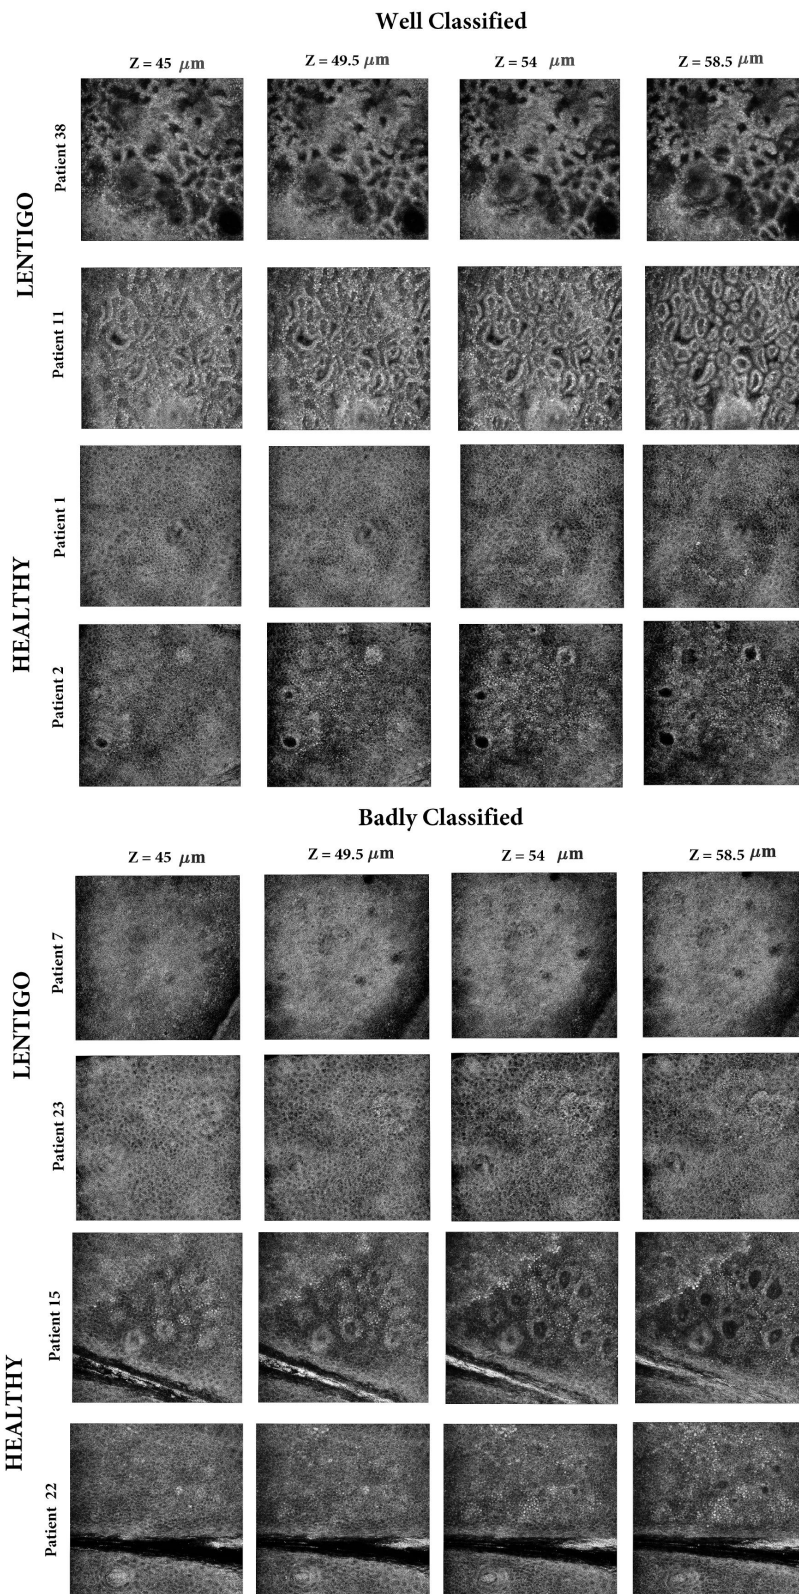 Well Classified
Z = 45 μm
Z = 49.5 μm
Z = 54 μm
Z = 58.5 μm
LENTIGO
Patient 38
Patient 11
HEALTHY
Patient 1
Patient 2
Badly Classified
Z = 45 μm
Z = 49.5 μm
Z = 54 μm
Z = 58.5 μm
LENTIGO
Patient 7
Patient 23
HEALTHY
Patient 15
Patient 22